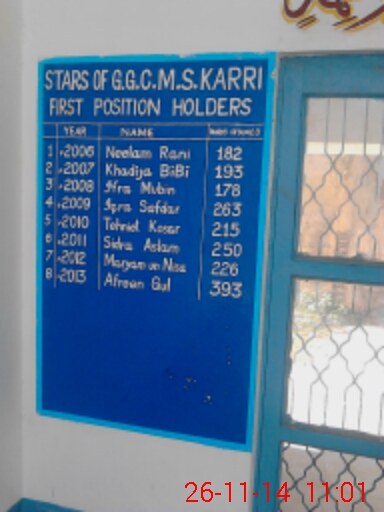 STARS OF G.G.C.M.S. KARRI
FIRST POSITION HOLDERS
YEAR NAME
1 2006 Neelam Rani 182
2 2007 Khadija BiBi 193
3 2008 Ifra Mubin 178
4 2009 Iqra Safdar 263
5 2010 Tehniat Kosar 215
6 2011 Sidra Aslam 250
7 2012 Maryam un Nisa 226
8 2013 Afreen Gul 393
26-11-14 11:01